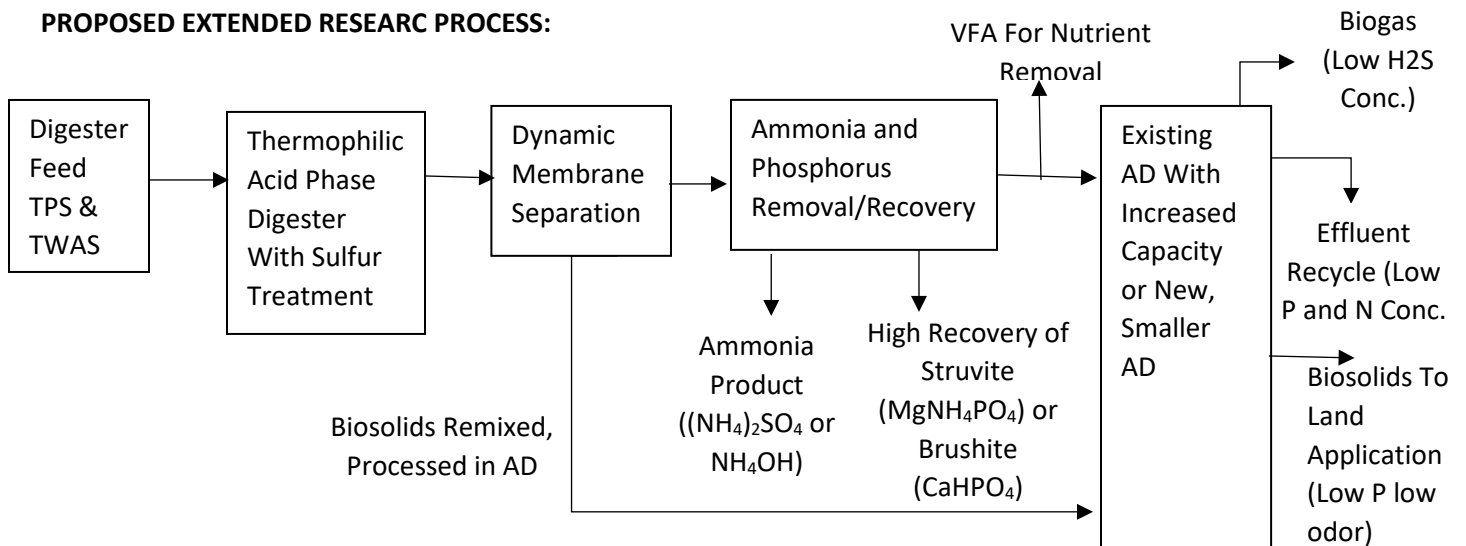 PROPOSED EXTENDED RESEARC PROCESS:
Digester
Feed
TPS &
TWAS
Thermophilic
Acid Phase
Digester
With Sulfur
Treatment
Dynamic
Membrane
Separation
Ammonia and
Phosphorus
Removal/Recovery
VFA For Nutrient
Removal
Existing
AD With
Increased
Capacity
or New,
Smaller
AD
Biogas
(Low H2S
Conc.)
Effluent
Recycle (Low
P and N Conc.
Biosolids To
Land
Application
(Low P low
odor)
Ammonia
Product
((NH₄)₂SO₄ or
NH₄OH)
High Recovery of
Struvite
(MgNH₄PO₄) or
Brushite
(CaHPO₄)
Biosolids Remixed,
Processed in AD